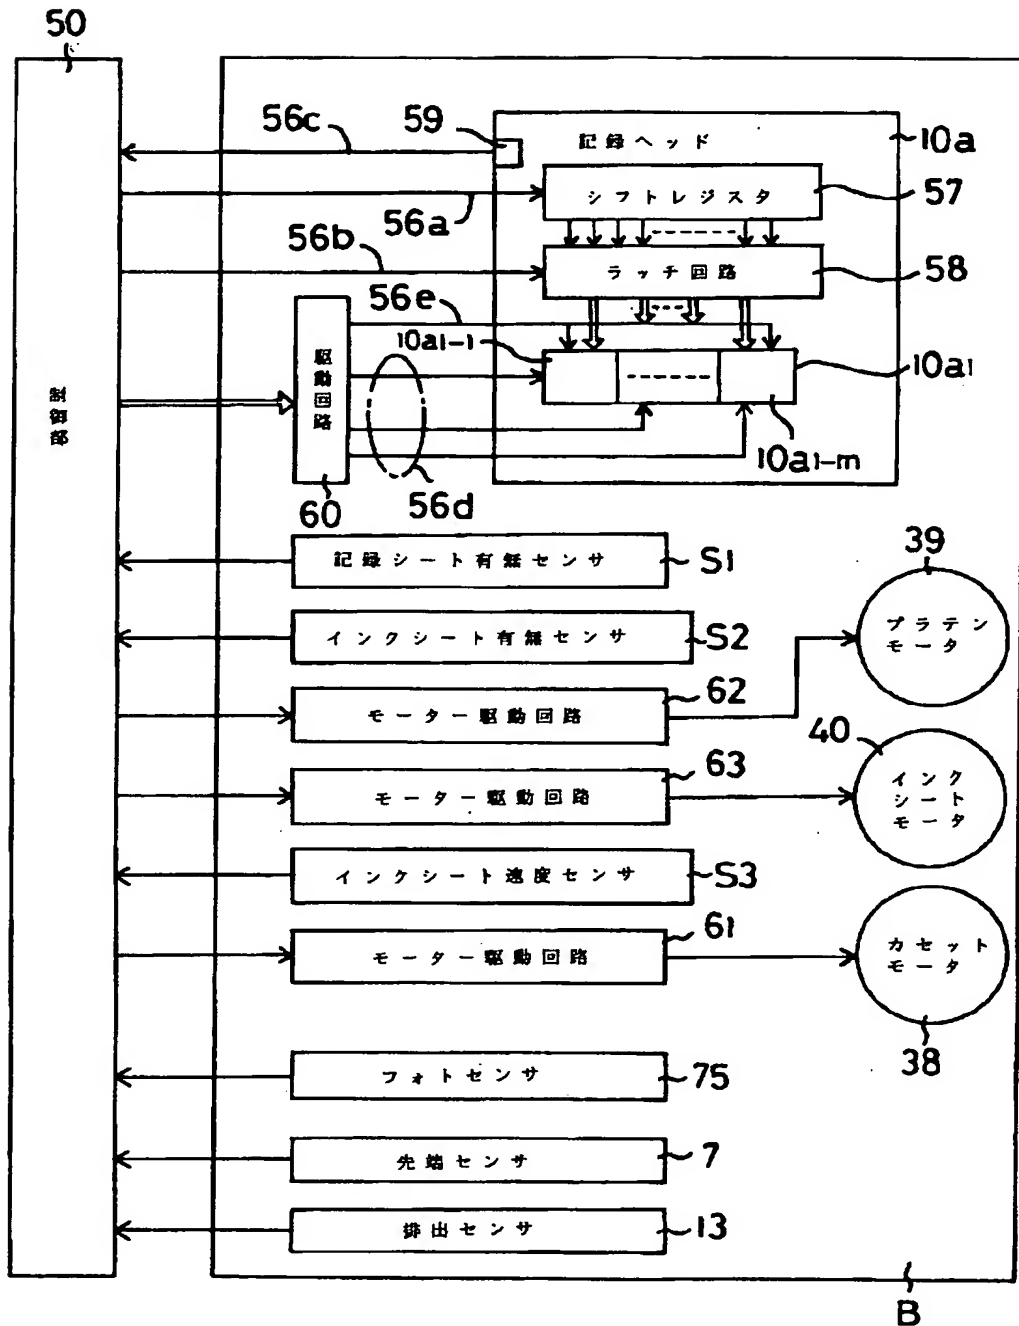 50
56c
59
記録ヘッド
10a
56a
シフトレジスタ
57
56b
ラッチ回路
58
56e
10a1-1
10a1
制御部
駆動回路
10a1-m
60
56d
記録シート有無センサ
S1
39
プラテン
モータ
インクシート有無センサ
S2
モーター駆動回路
62
40
モーター駆動回路
63
インク
シート
モータ
インクシート速度センサ
S3
モーター駆動回路
61
カセット
モータ
38
フォトセンサ
75
先端センサ
7
排出センサ
13
B